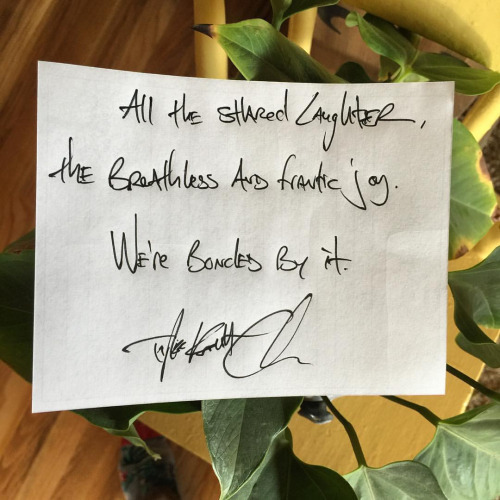 All the shared Laughter,
the Breathless And frantic joy.
We're Bonded By it.